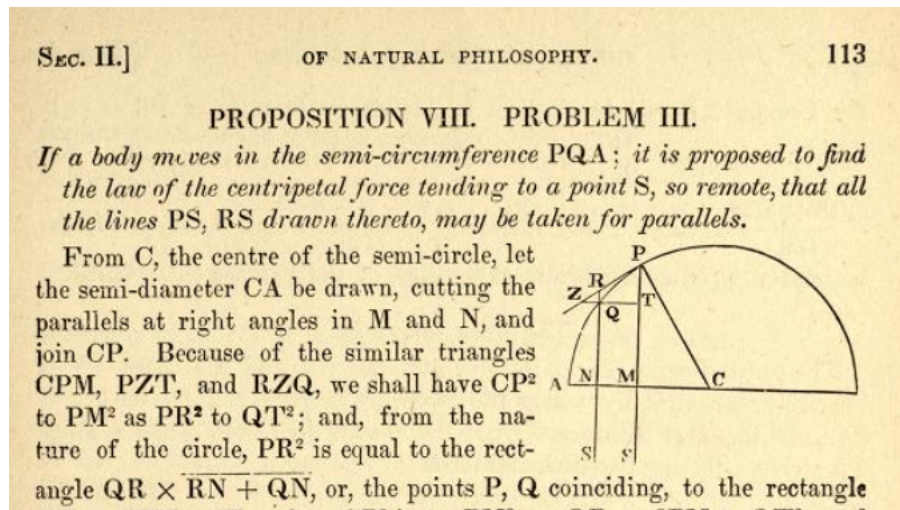 SEC. II.] OF NATURAL PHILOSOPHY. 113
PROPOSITION VIII. PROBLEM III.
If a body moves in the semi-circumference PQA; it is proposed to find
the law of the centripetal force tending to a point S, so remote, that all
the lines PS, RS drawn thereto, may be taken for parallels.
From C, the centre of the semi-circle, let
the semi-diameter CA be drawn, cutting the
parallels at right angles in M and N, and
join CP. Because of the similar triangles
CPM, PZT, and RZQ, we shall have CP² 
to PM² as PR² to QT²; and, from the na-
ture of the circle, PR² is equal to the rect-
angle QR × RN + QN, or, the points P, Q coinciding, to the rectangle
P
R
Z
T
Q
A
N
M
C
S